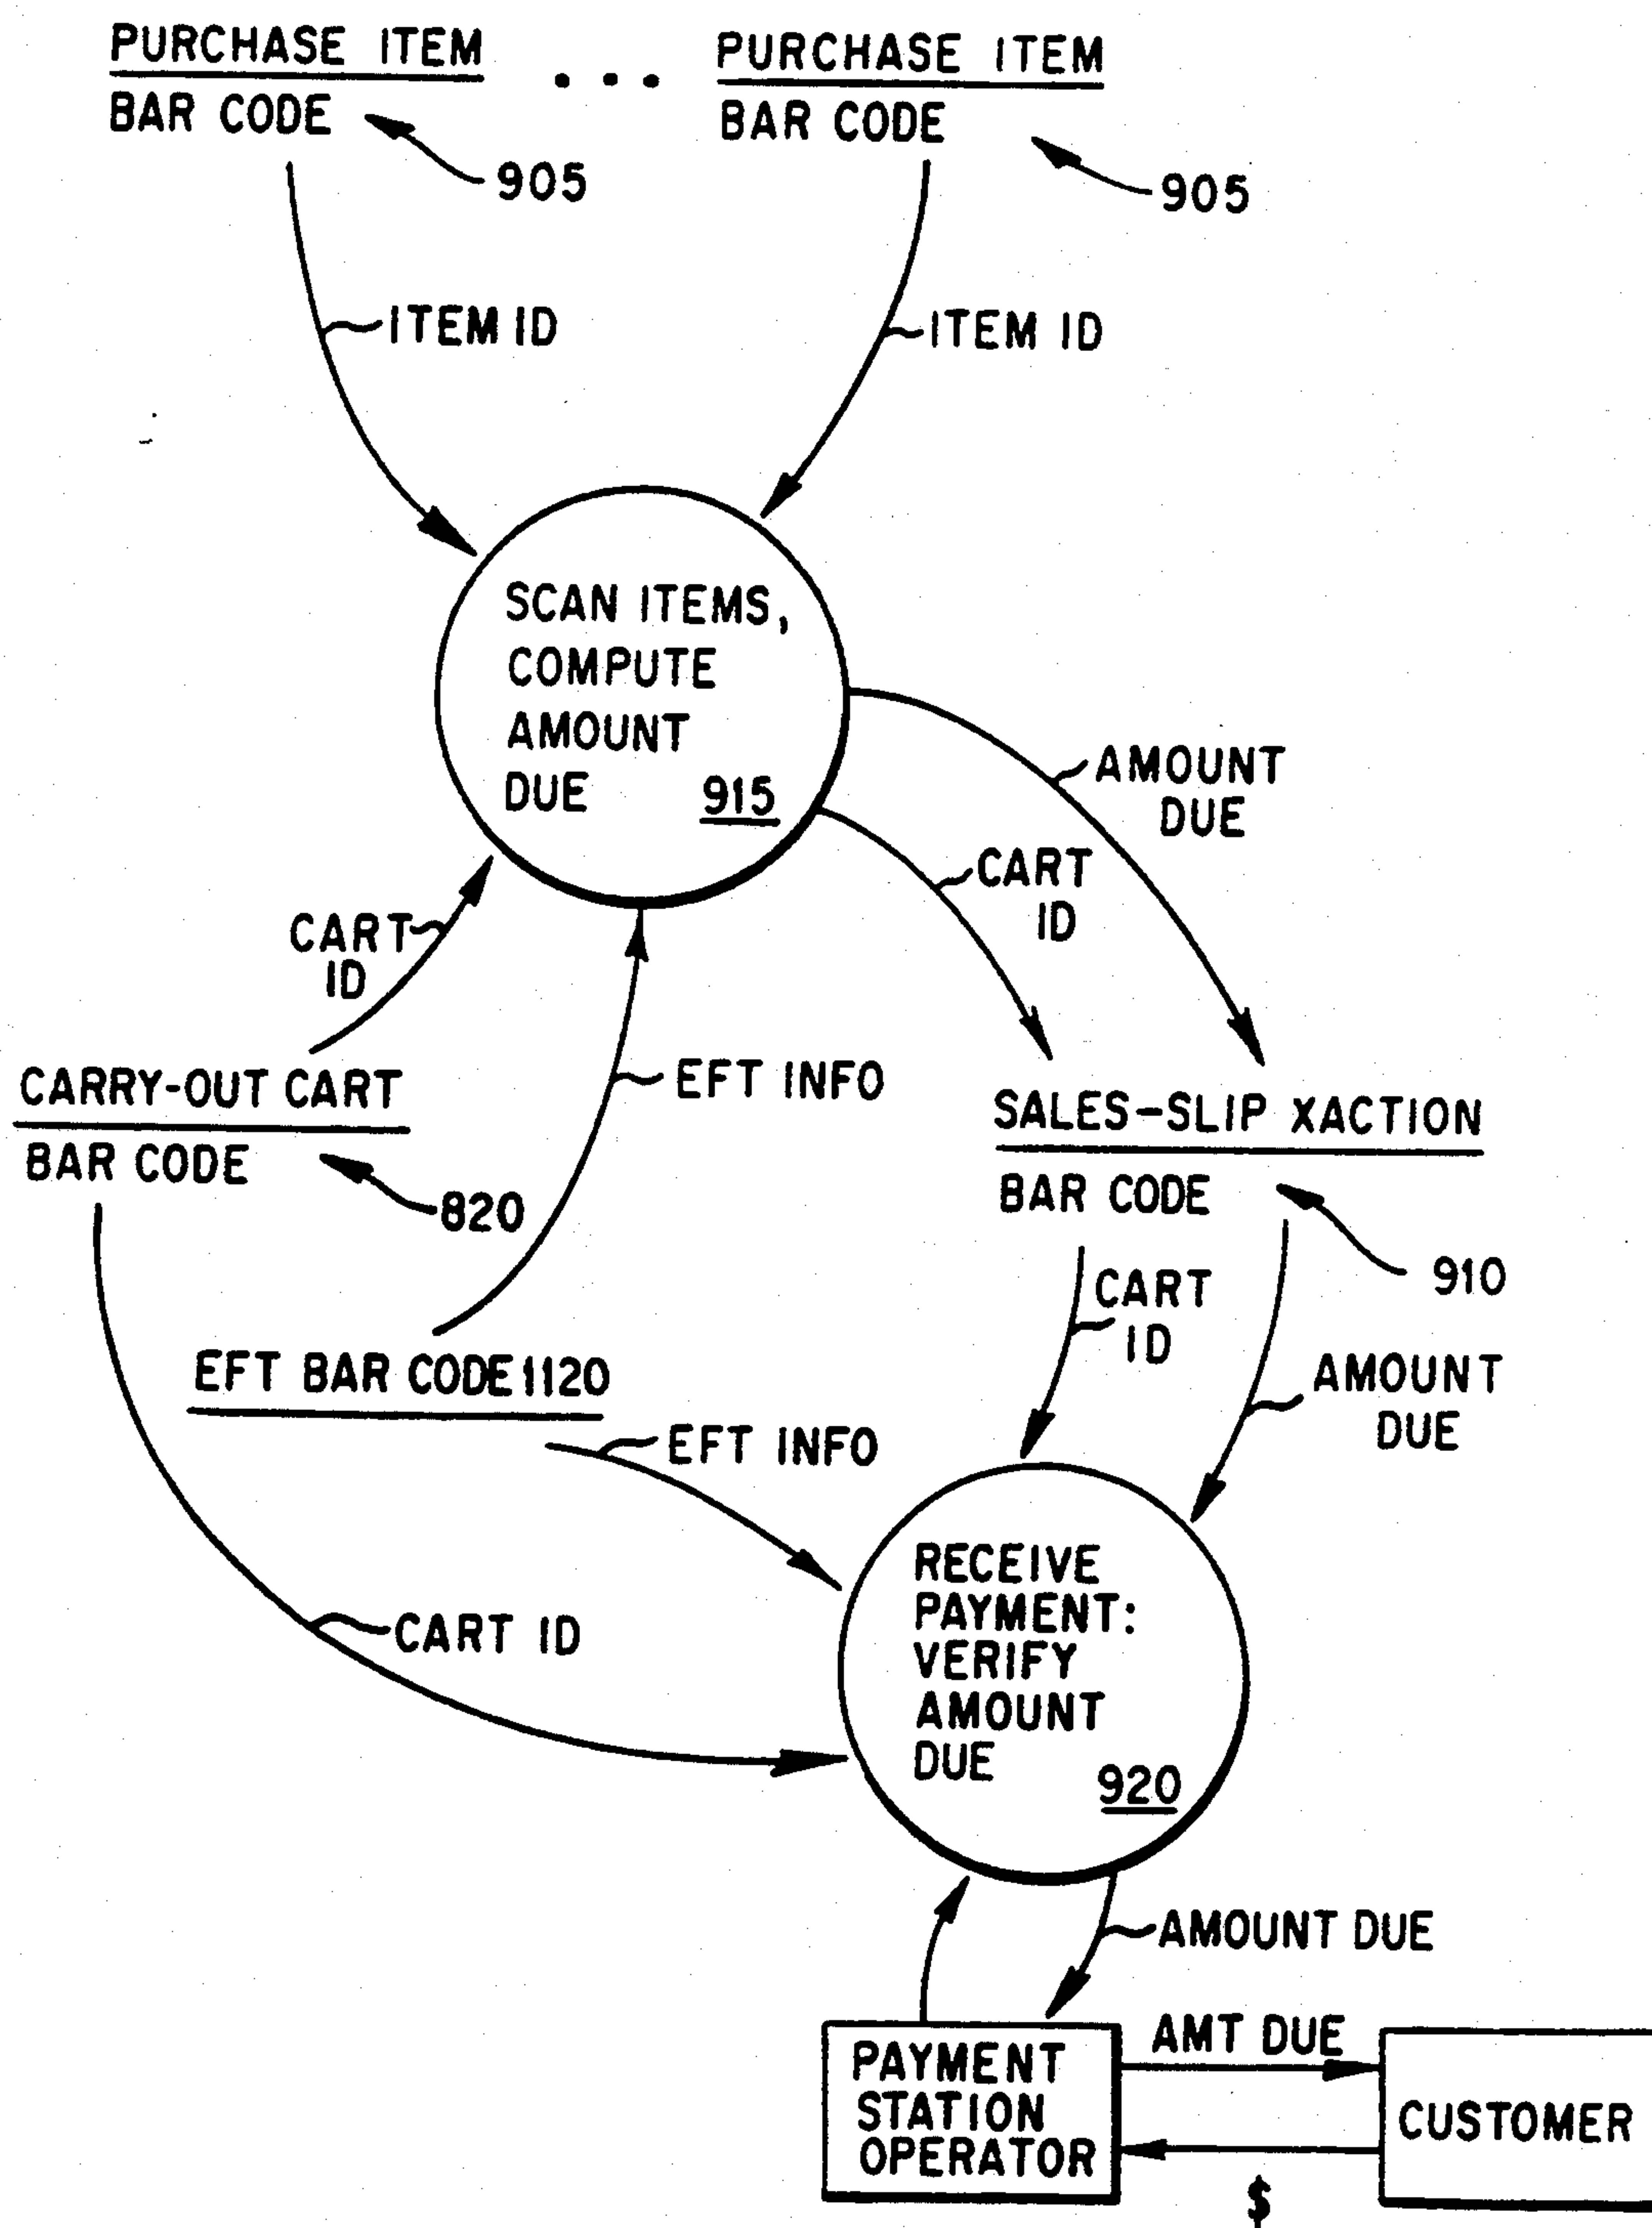 PURCHASE ITEM
BAR CODE
905
. . .
PURCHASE ITEM
BAR CODE
905
ITEM ID
ITEM ID
SCAN ITEMS,
COMPUTE
AMOUNT
DUE
915
AMOUNT
DUE
CART
ID
CART
ID
EFT INFO
CARRY-OUT CART
BAR CODE
820
SALES-SLIP XACTION
BAR CODE
910
CART
ID
AMOUNT
DUE
EFT BAR CODE 1120
EFT INFO
CART ID
RECEIVE
PAYMENT:
VERIFY
AMOUNT
DUE
920
AMOUNT DUE
PAYMENT
STATION
OPERATOR
AMT DUE
CUSTOMER
$